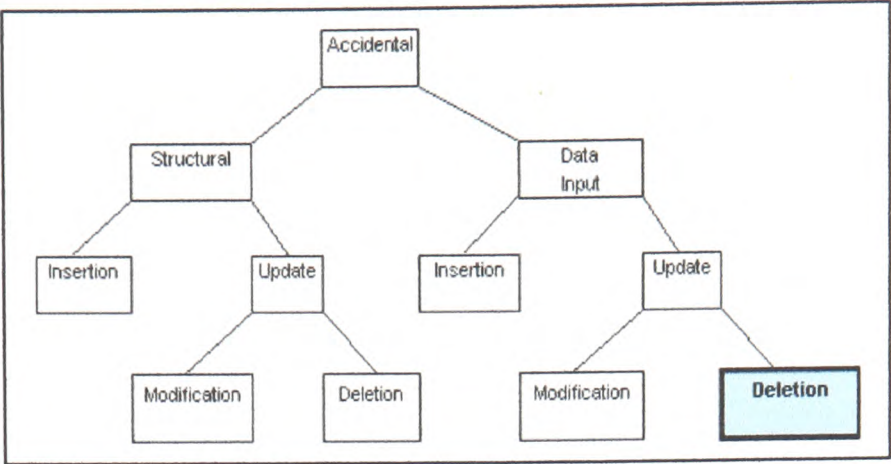 Accidental
Structural
Data
Input
Insertion
Update
Insertion
Update
Modification
Deletion
Modification
Deletion